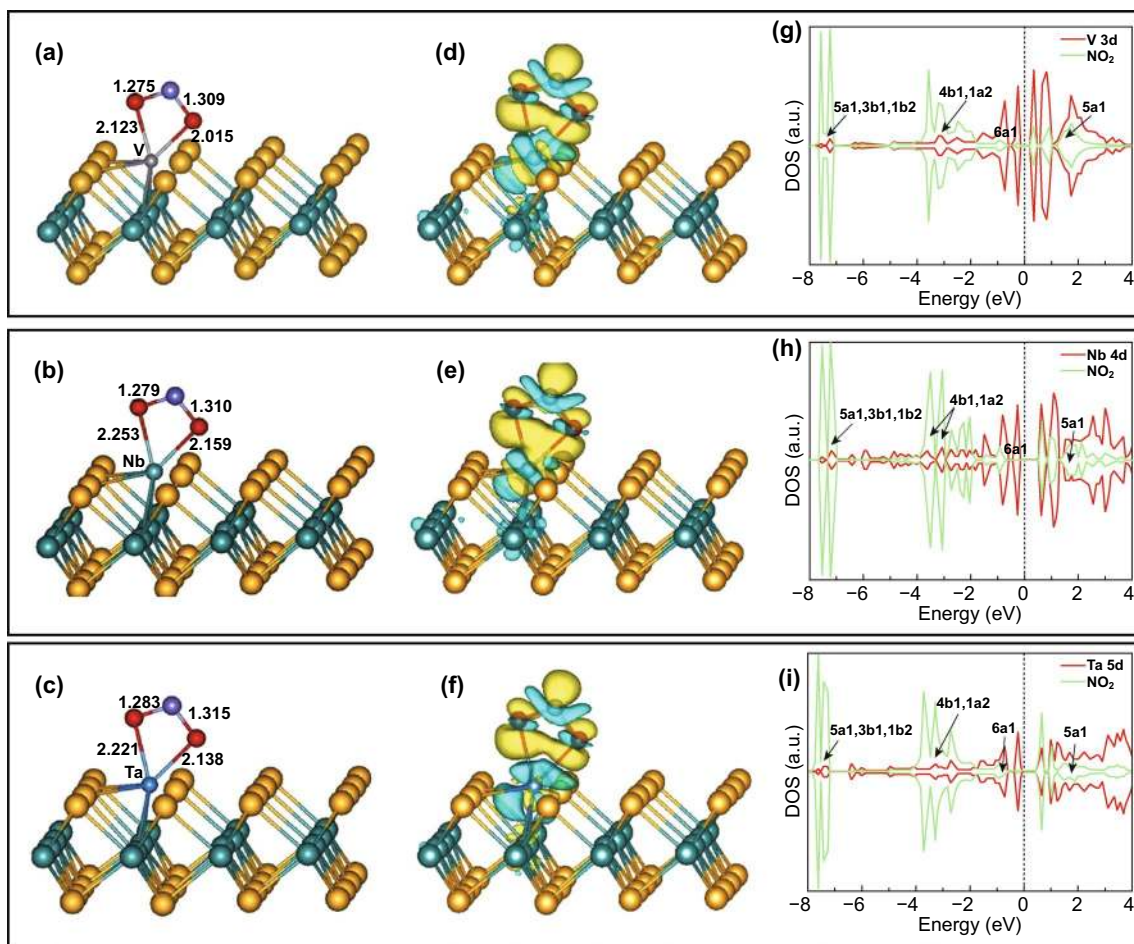 (a)
1.275
1.309
2.123
2.015
V
(d)
(g)
V 3d
NO₂
5a1,3b1,1b2
4b1,1a2
6a1
5a1
DOS (a.u.)
−8 −6 −4 −2 0 2 4
Energy (eV)
(b)
1.279
1.310
2.253
2.159
Nb
(e)
(h)
Nb 4d
NO₂
5a1,3b1,1b2
4b1,1a2
6a1
5a1
DOS (a.u.)
−8 −6 −4 −2 0 2 4
Energy (eV)
(c)
1.283
1.315
2.221
2.138
Ta
(f)
(i)
Ta 5d
NO₂
5a1,3b1,1b2
4b1,1a2
6a1
5a1
DOS (a.u.)
−8 −6 −4 −2 0 2 4
Energy (eV)